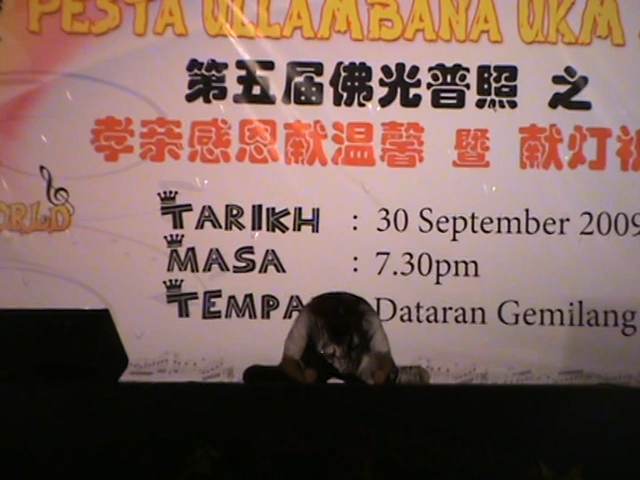 PESTA ULLAMBANA UKM
第五届佛光普照 之
孝亲感恩献温馨 暨 献灯祈
ORLD
TARIKH : 30 September 2009
MASA : 7.30pm
TEMPA Dataran Gemilang